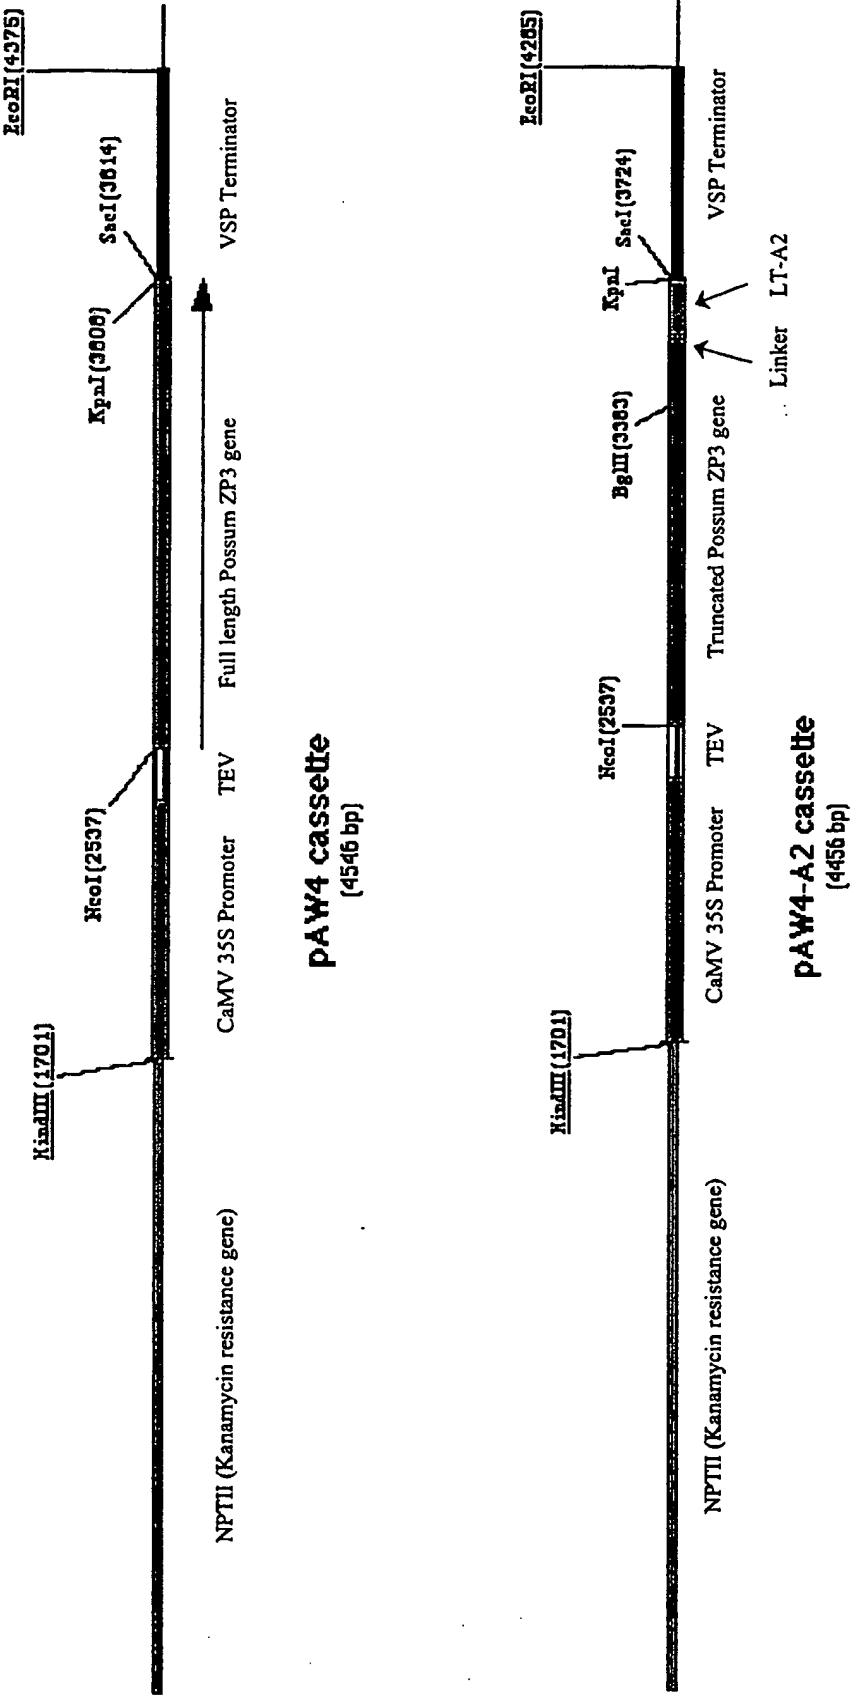 HindIII(1701)
NcoI(2537)
KpnI(3808)
SacI(3814)
EcoRI(4375)
NPTII (Kanamycin resistance gene)
CaMV 35S Promoter
TEV
Full length Possum ZP3 gene
VSP Terminator
pAW4 cassette
(4546 bp)
HindIII(1701)
NcoI(2537)
BglII(3383)
KpnI
SacI(3724)
EcoRI(4285)
NPTII (Kanamycin resistance gene)
CaMV 35S Promoter
TEV
Truncated Possum ZP3 gene
VSP Terminator
Linker
LT-A2
pAW4-A2 cassette
(4456 bp)